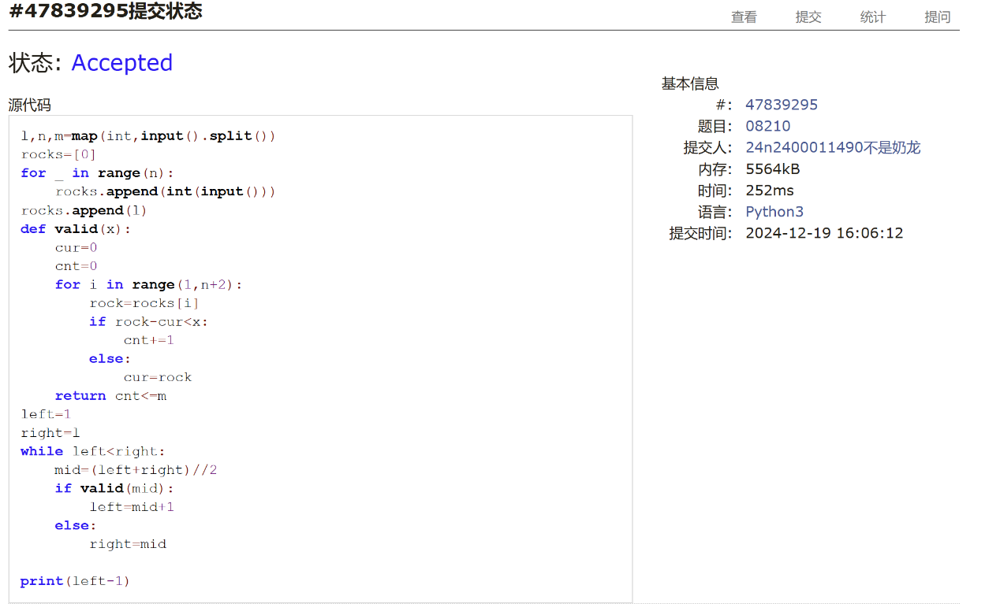 #47839295提交状态
查看 提交 统计 提问
状态: Accepted
源代码
l,n,m=map(int,input().split())
rocks=[0]
for _ in range(n):
    rocks.append(int(input()))
rocks.append(l)
def valid(x):
    cur=0
    cnt=0
    for i in range(1,n+2):
        rock=rocks[i]
        if rock-cur<x:
            cnt+=1
        else:
            cur=rock
    return cnt<=m
left=1
right=l
while left<right:
    mid=(left+right)//2
    if valid(mid):
        left=mid+1
    else:
        right=mid
print(left-1)
基本信息
#: 47839295
题目: 08210
提交人: 24n2400011490不是奶龙
内存: 5564kB
时间: 252ms
语言: Python3
提交时间: 2024-12-19 16:06:12